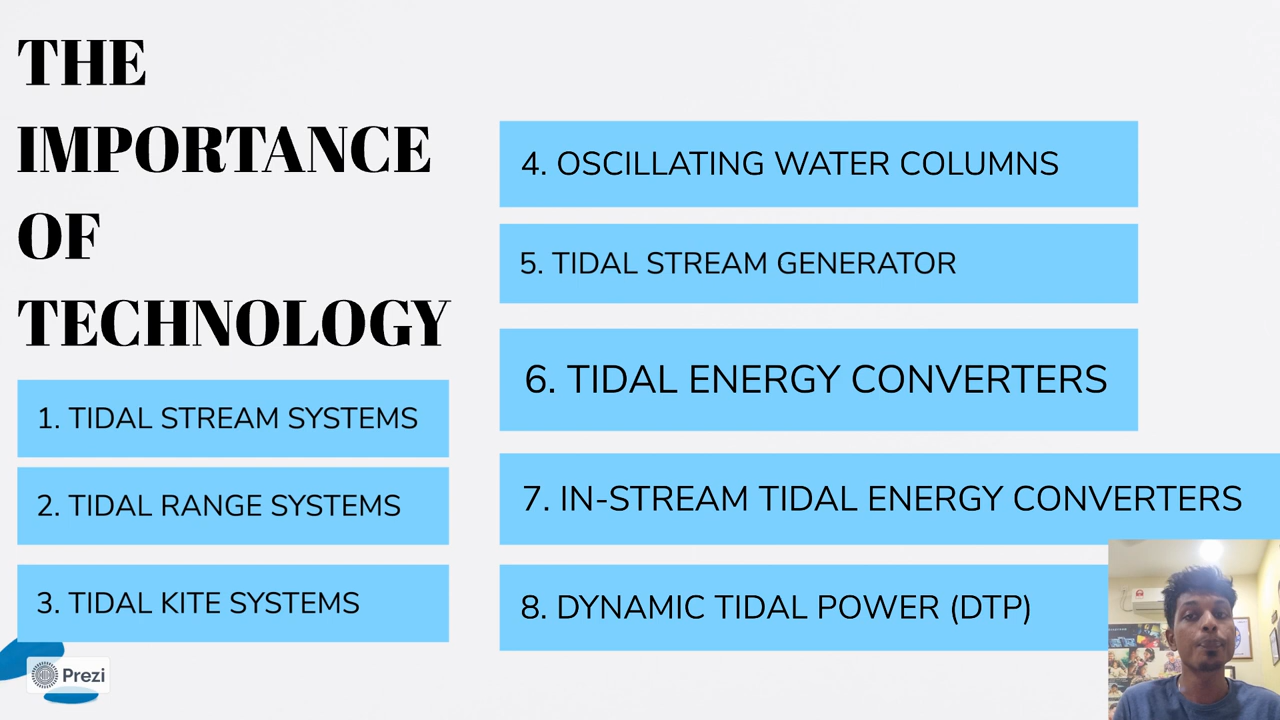 THE
IMPORTANCE
OF
TECHNOLOGY
1. TIDAL STREAM SYSTEMS
2. TIDAL RANGE SYSTEMS
3. TIDAL KITE SYSTEMS
4. OSCILLATING WATER COLUMNS
5. TIDAL STREAM GENERATOR
6. TIDAL ENERGY CONVERTERS
7. IN-STREAM TIDAL ENERGY CONVERTERS
8. DYNAMIC TIDAL POWER (DTP)
Prezi